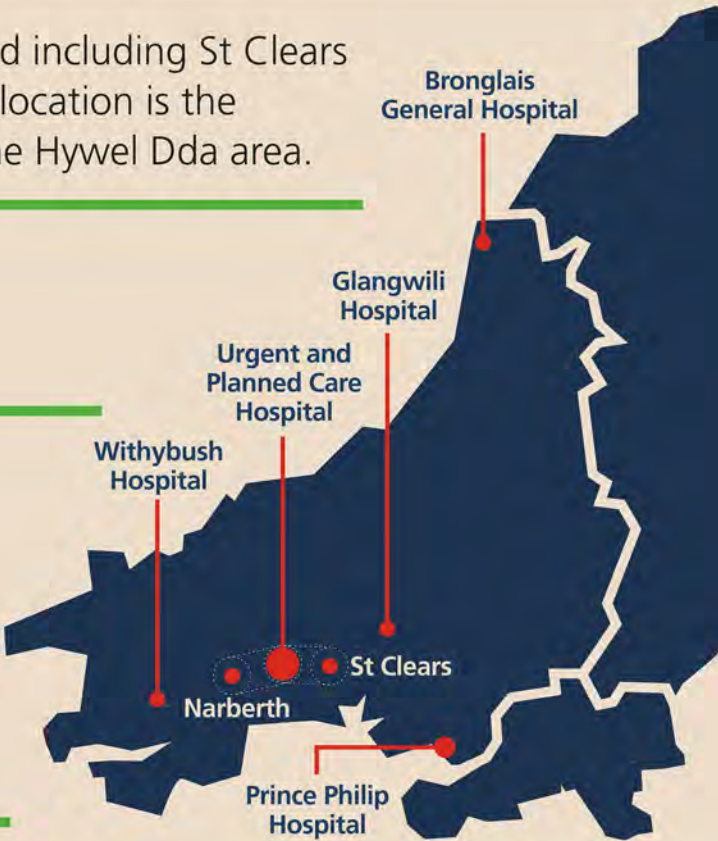 d including St Clears
location is the
e Hywel Dda area.
Bronglais
General Hospital
Glangwili
Hospital
Urgent and
Planned Care
Hospital
Withybush
Hospital
St Clears
Narberth
Prince Philip
Hospital